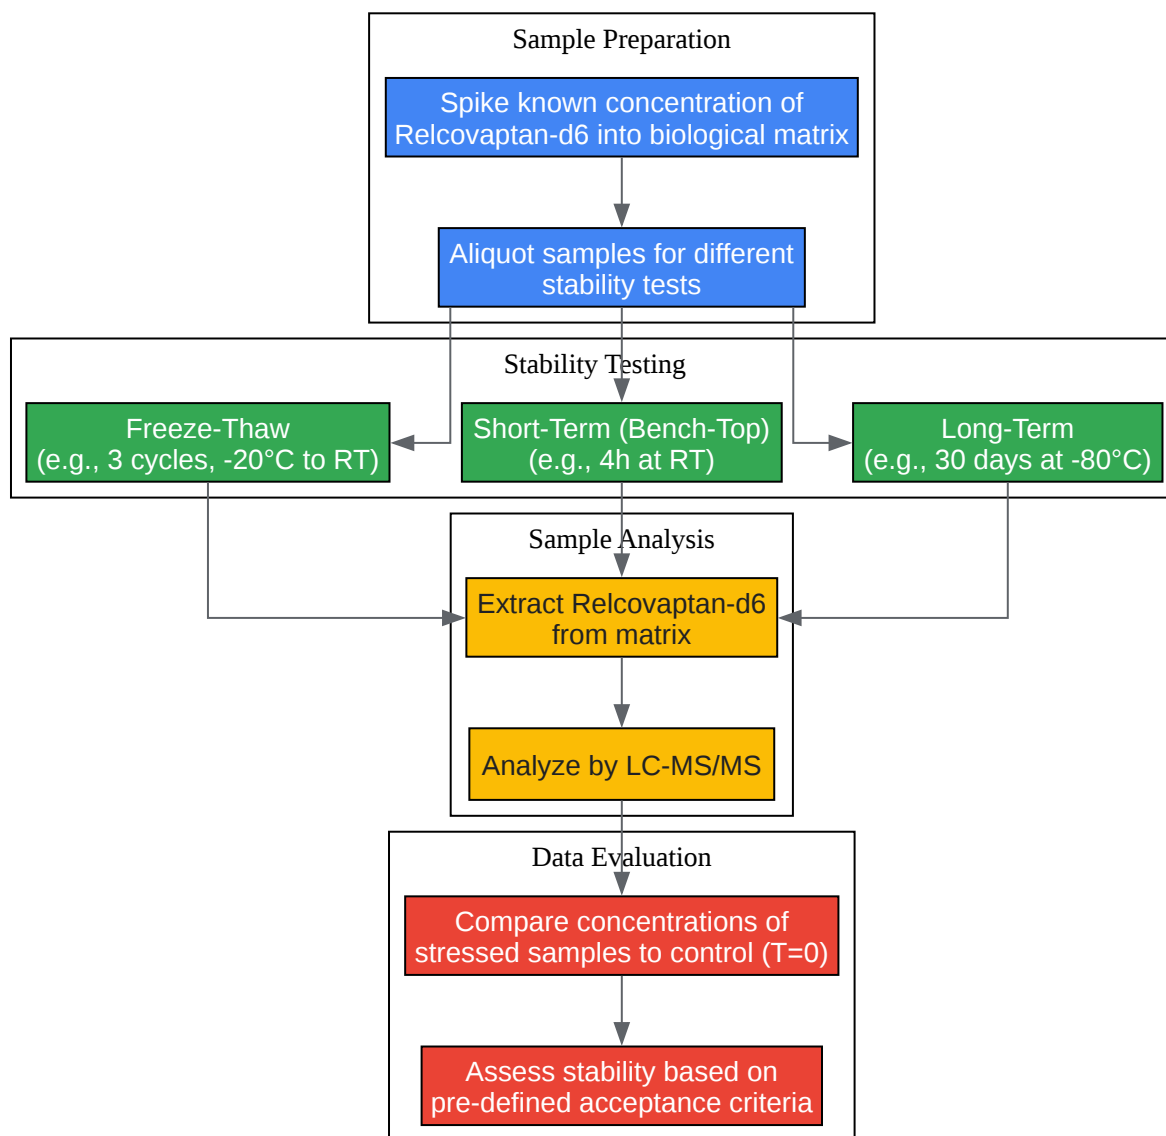 Sample Preparation
Spike known concentration of
Relcovaptan-d6 into biological matrix
Aliquot samples for different
stability tests
Stability Testing
Freeze-Thaw
(e.g., 3 cycles, -20°C to RT)
Short-Term (Bench-Top)
(e.g., 4h at RT)
Long-Term
(e.g., 30 days at -80°C)
Sample Analysis
Extract Relcovaptan-d6
from matrix
Analyze by LC-MS/MS
Data Evaluation
Compare concentrations of
stressed samples to control (T=0)
Assess stability based on
pre-defined acceptance criteria